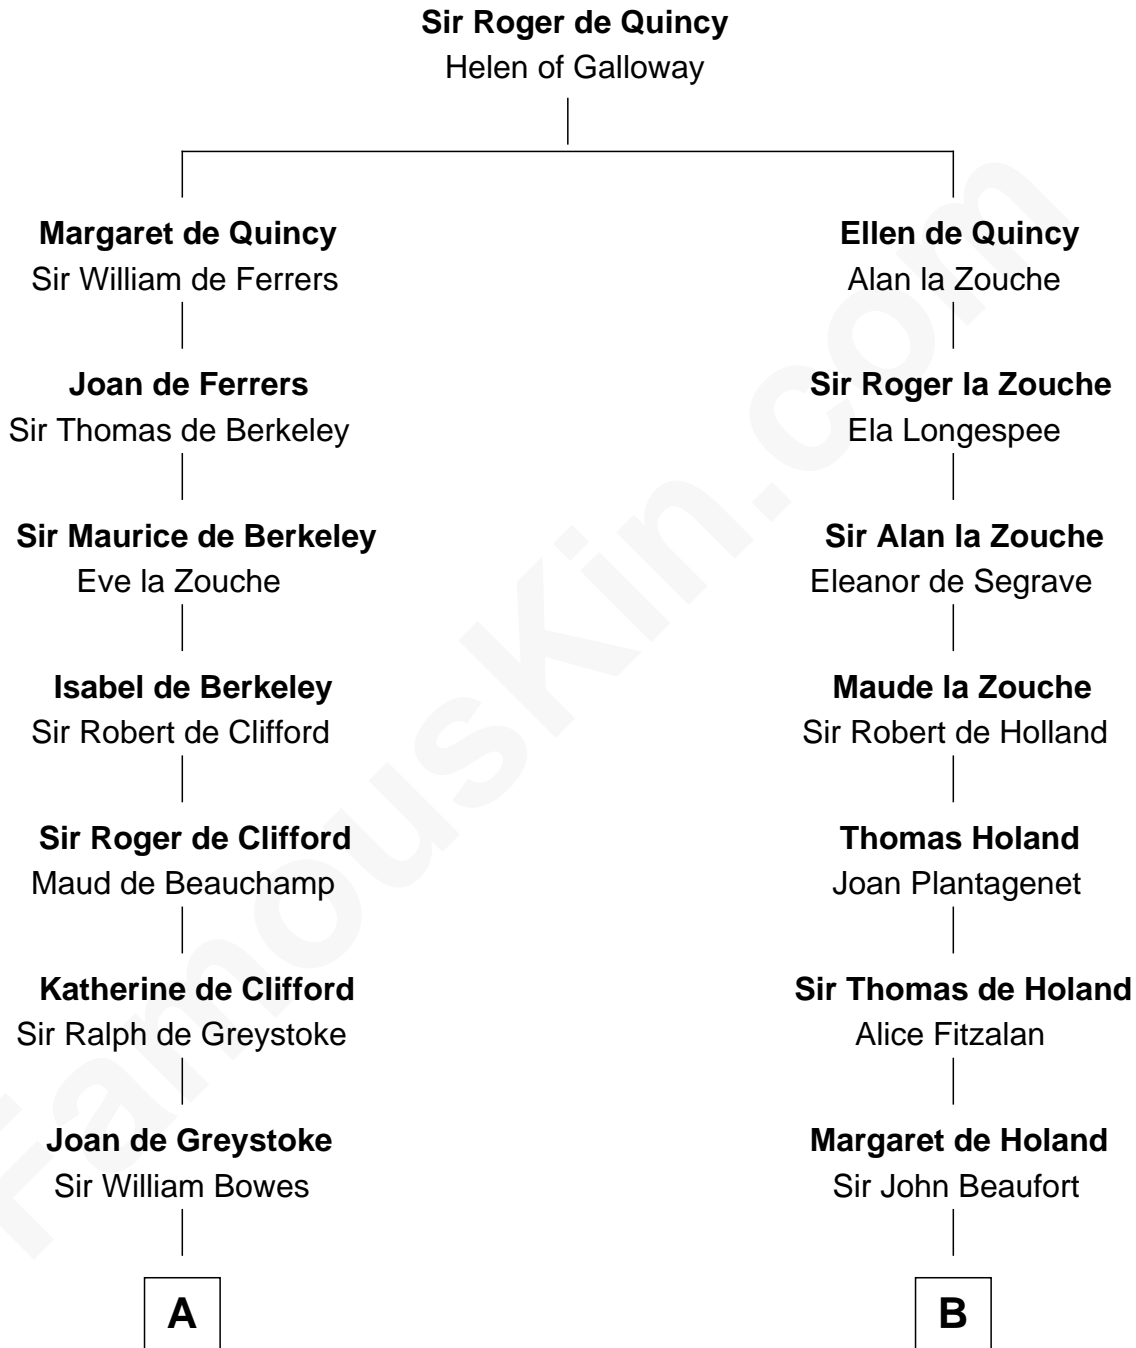 Sir Roger de Quincy
Helen of Galloway
Margaret de Quincy
Sir William de Ferrers
Ellen de Quincy
Alan la Zouche
Joan de Ferrers
Sir Thomas de Berkeley
Sir Roger la Zouche
Ela Longespee
Sir Maurice de Berkeley
Eve la Zouche
Sir Alan la Zouche
Eleanor de Segrave
Isabel de Berkeley
Sir Robert de Clifford
Maude la Zouche
Sir Robert de Holland
Sir Roger de Clifford
Maud de Beauchamp
Thomas Holand
Joan Plantagenet
Katherine de Clifford
Sir Ralph de Greystoke
Sir Thomas de Holand
Alice Fitzalan
Joan de Greystoke
Sir William Bowes
Margaret de Holand
Sir John Beaufort
A
B
FamousKin.com